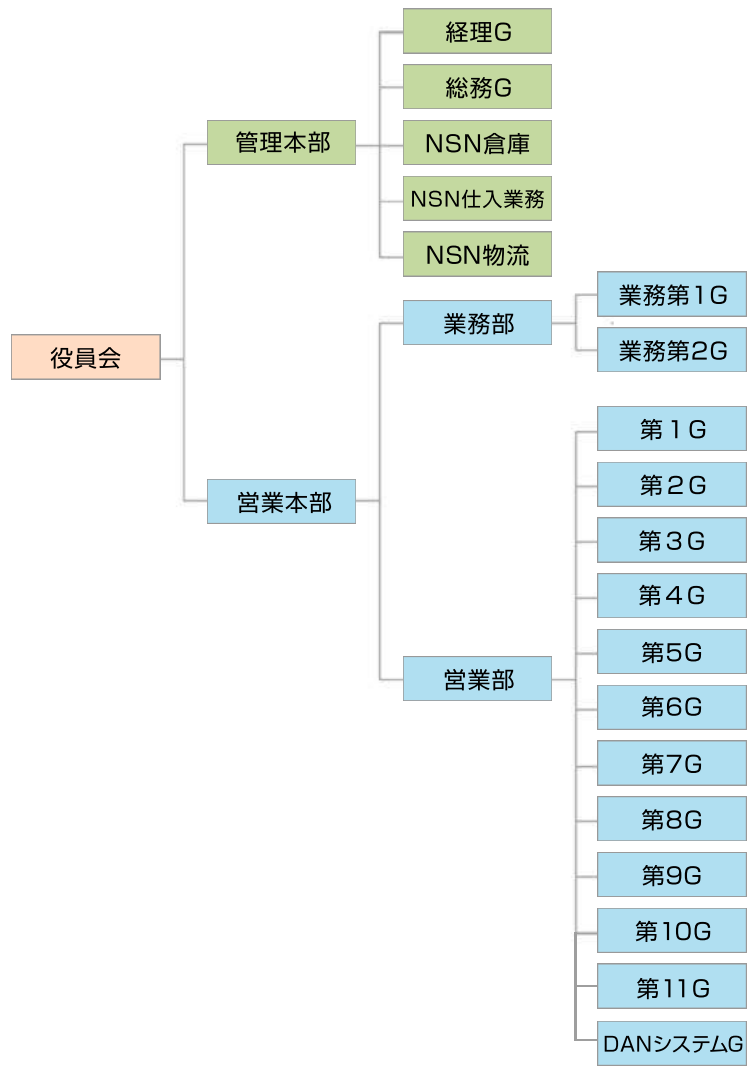 経理G
総務G
管理本部
NSN倉庫
NSN仕入業務
NSN物流
業務第1G
業務部
業務第2G
役員会
第1G
第2G
営業本部
第3G
第4G
第5G
営業部
第6G
第7G
第8G
第9G
第10G
第11G
DANシステムG